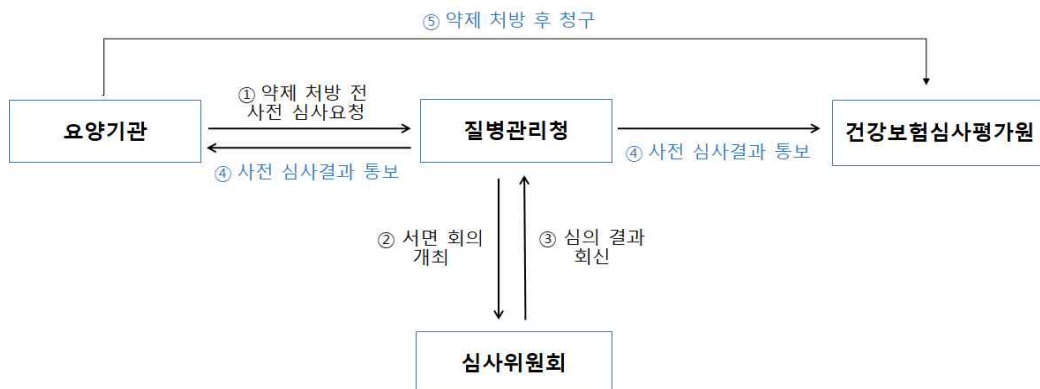 ⑤ 약제 처방 후 청구
① 약제 처방 전
사전 심사요청
요양기관
질병관리청
건강보험심사평가원
④ 사전 심사결과 통보
④ 사전 심사결과 통보
② 서면 회의
개최
③ 심의 결과
회신
심사위원회